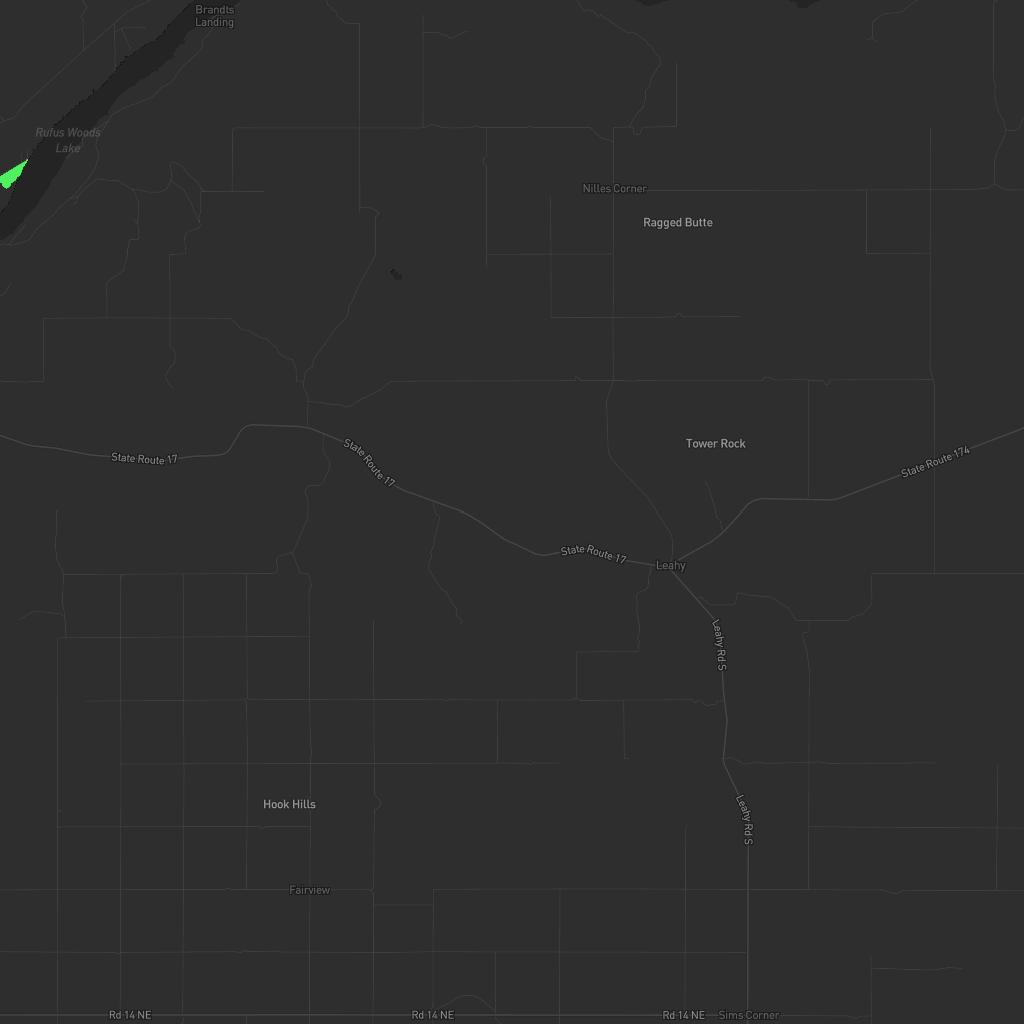 Brandts
Landing
Rufus Woods
Lake
Nilles Corner
Ragged Butte
Tower Rock
State Route 17
State Route 17
State Route 174
State Route 17
Leahy
Leahy Rd S
Leahy Rd S
Hook Hills
Fairview
Rd 14 NE
Rd 14 NE
Rd 14 NE
Sims Corner